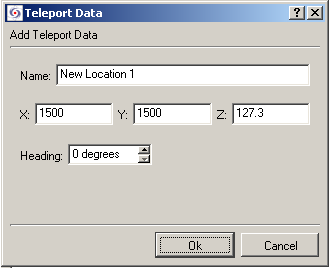 Teleport Data
Add Teleport Data
Name: New Location 1
X: 1500 Y: 1500 Z: 127.3
Heading: 0 degrees
Ok Cancel